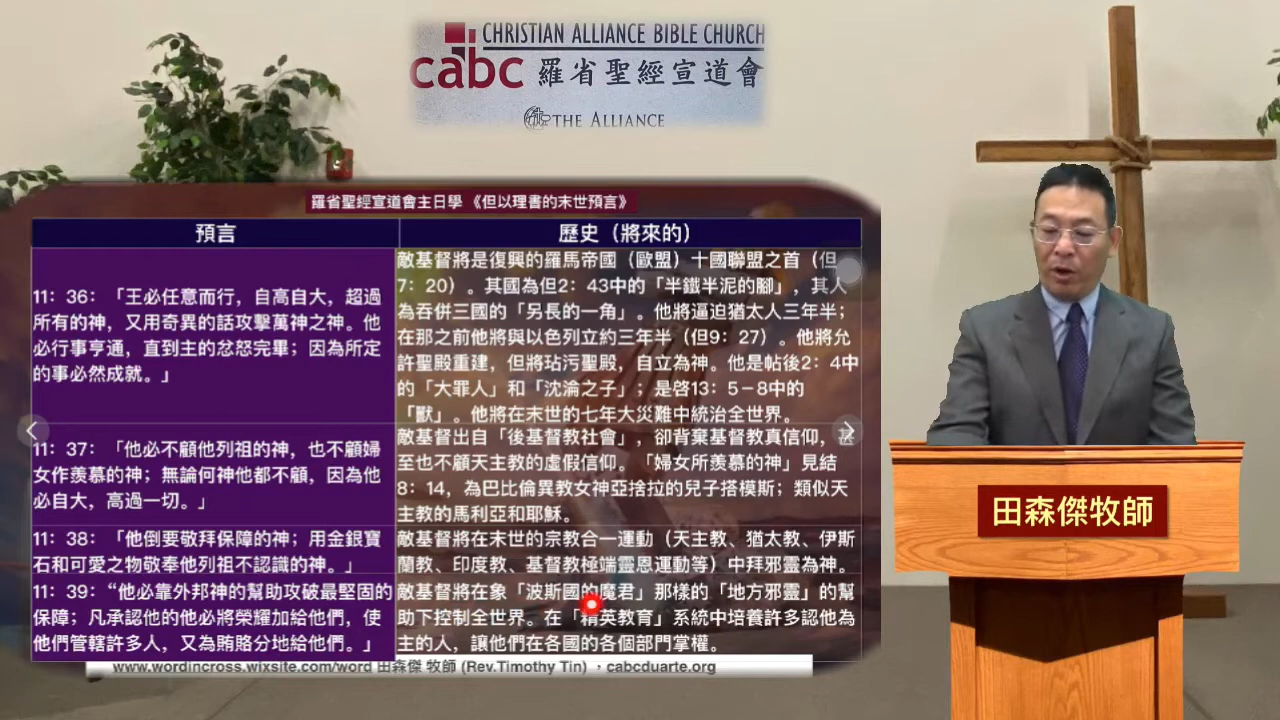 CHRISTIAN ALLIANCE BIBLE CHURCH
cabc 羅省聖經宣道會
THE ALLIANCE
羅省聖經宣道會主日學 《但以理書的末世預言》
預言
歷史（將來的）
11：36：「王必任意而行，自高自大，超過
所有的神，又用奇異的話攻擊萬神之神。他
必行事亨通，直到主的忿怒完畢；因為所定
的事必然成就。」
敵基督將是復興的羅馬帝國（歐盟）十國聯盟之首（但
7：20）。其國為但2：43中的「半鐵半泥的腳」，其人
為吞併三國的「另長的一角」。他將逼迫猶太人三年半；
在那之前他將與以色列立約三年半（但9：27）。他將允
許聖殿重建，但將玷污聖殿，自立為神。他是帖後2：4中
的「大罪人」和「沈淪之子」；是啓13：5－8中的
「獸」。他將在末世的七年大災難中統治全世界。
11：37：「他必不顧他列祖的神，也不顧婦
女作羨慕的神；無論何神他都不顧，因為他
必自大，高過一切。」
敵基督出自「後基督教社會」，卻背棄基督教真信仰，甚
至也不顧天主教的虛假信仰。「婦女所羨慕的神」見結
8：14，為巴比倫異教女神亞捨拉的兒子搭模斯；類似天
主教的馬利亞和耶穌。
11：38：「他倒要敬拜保障的神；用金銀寶
石和可愛之物敬奉他列祖不認識的神。」
敵基督將在末世的宗教合一運動（天主教、猶太教、伊斯
蘭教、印度教、基督教極端靈恩運動等）中拜邪靈為神。
11：39：“他必靠外邦神的幫助攻破最堅固的
保障；凡承認他的他必將榮耀加給他們，使
他們管轄許多人，又為賄賂分地給他們。」
敵基督將在象「波斯國的魔君」那樣的「地方邪靈」的幫
助下控制全世界。在「精英教育」系統中培養許多認他為
主的人，讓他們在各國的各個部門掌權。
www.wordincross.wixsite.com/word 田森傑 牧師 (Rev.Timothy Tin) ，cabcduarte.org
田森傑牧師